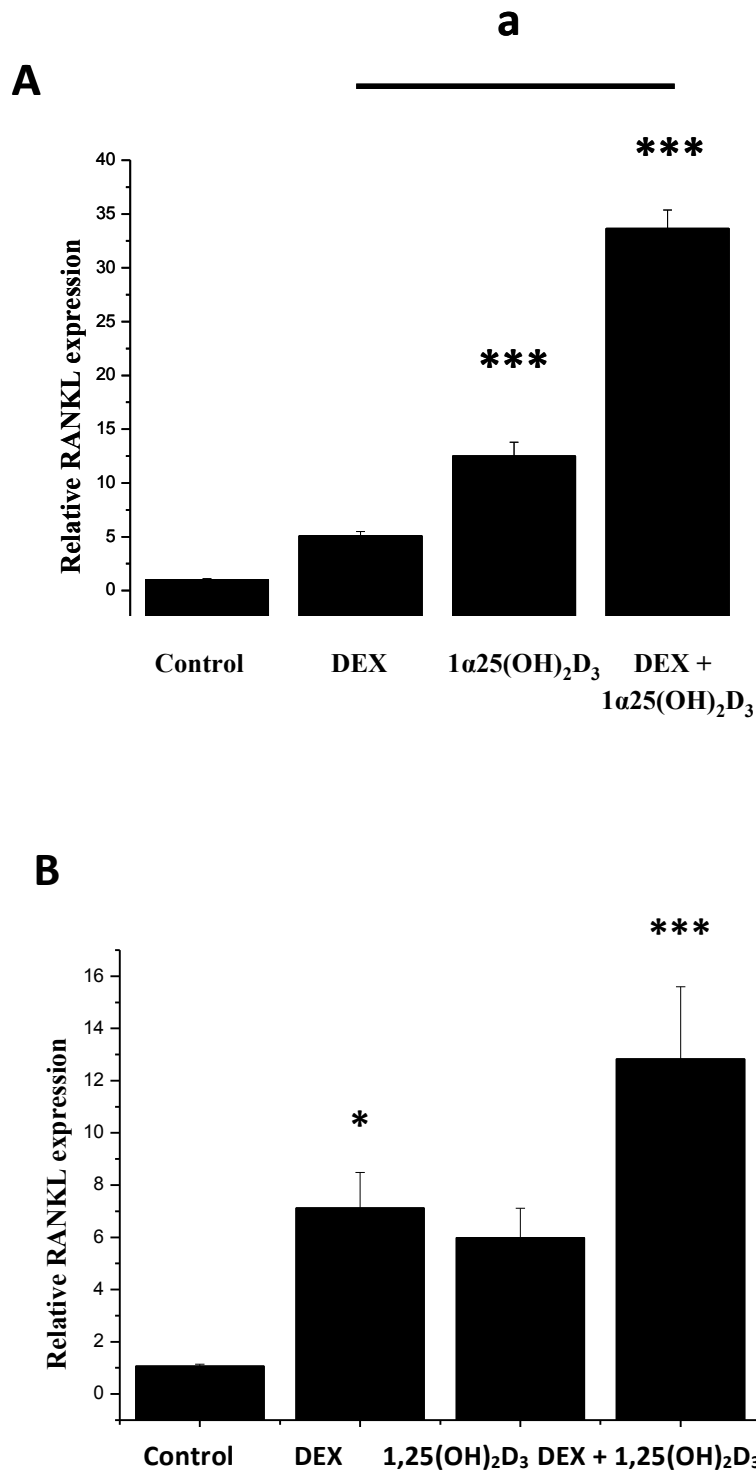 a
A
***
***
40
35
30
25
20
15
10
5
0
Relative RANKL expression
Control DEX 1α25(OH)₂D₃ DEX +
1α25(OH)₂D₃
B
***
*
16
14
12
10
8
6
4
2
0
Relative RANKL expression
Control DEX 1,25(OH)₂D₃ DEX + 1,25(OH)₂D₃